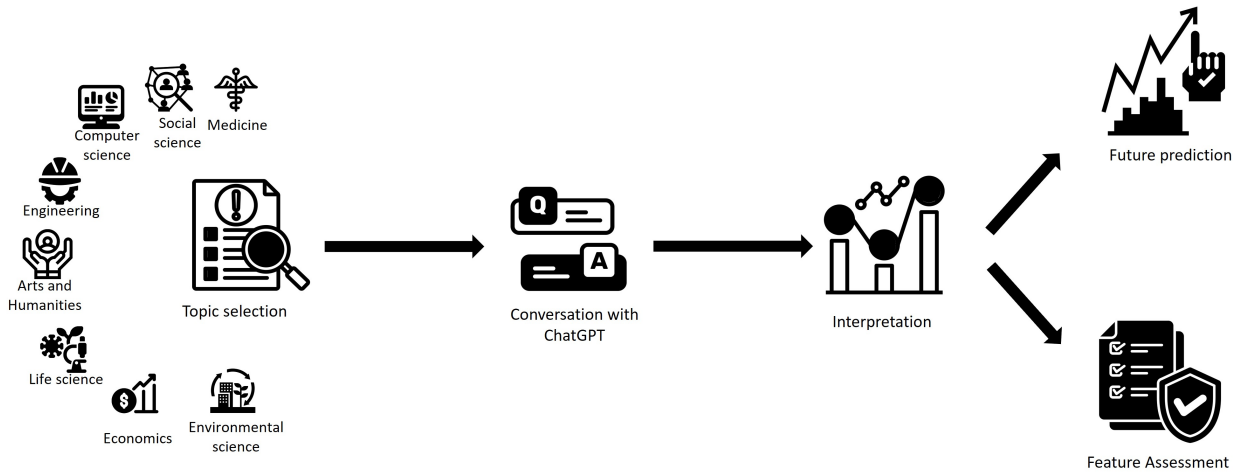 Computer
science
Social
science
Medicine
Engineering
Arts and
Humanities
Life science
Economics
Environmental
science
Topic selection
Q
A
Conversation with
ChatGPT
Interpretation
Future prediction
Feature Assessment
$